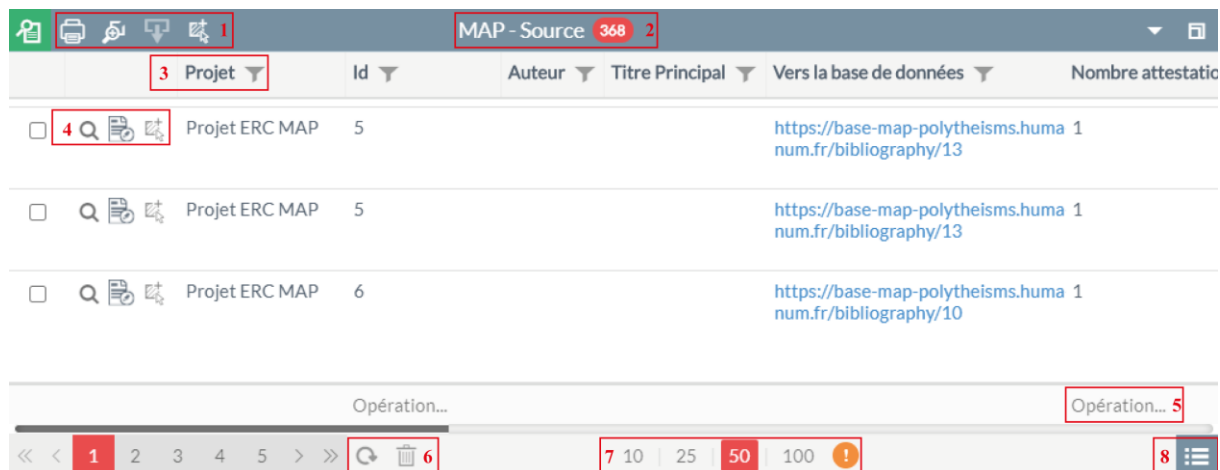 1 MAP - Source 368 2
3 Projet Id Auteur Titre Principal Vers la base de données Nombre attestatio
4 Projet ERC MAP 5 https://base-map-polytheisms.huma 1
num.fr/bibliography/13
Projet ERC MAP 5 https://base-map-polytheisms.huma 1
num.fr/bibliography/13
Projet ERC MAP 6 https://base-map-polytheisms.huma 1
num.fr/bibliography/10
Opération... Opération... 5
« < 1 2 3 4 5 > » 6 7 10 | 25 | 50 | 100 ! 8